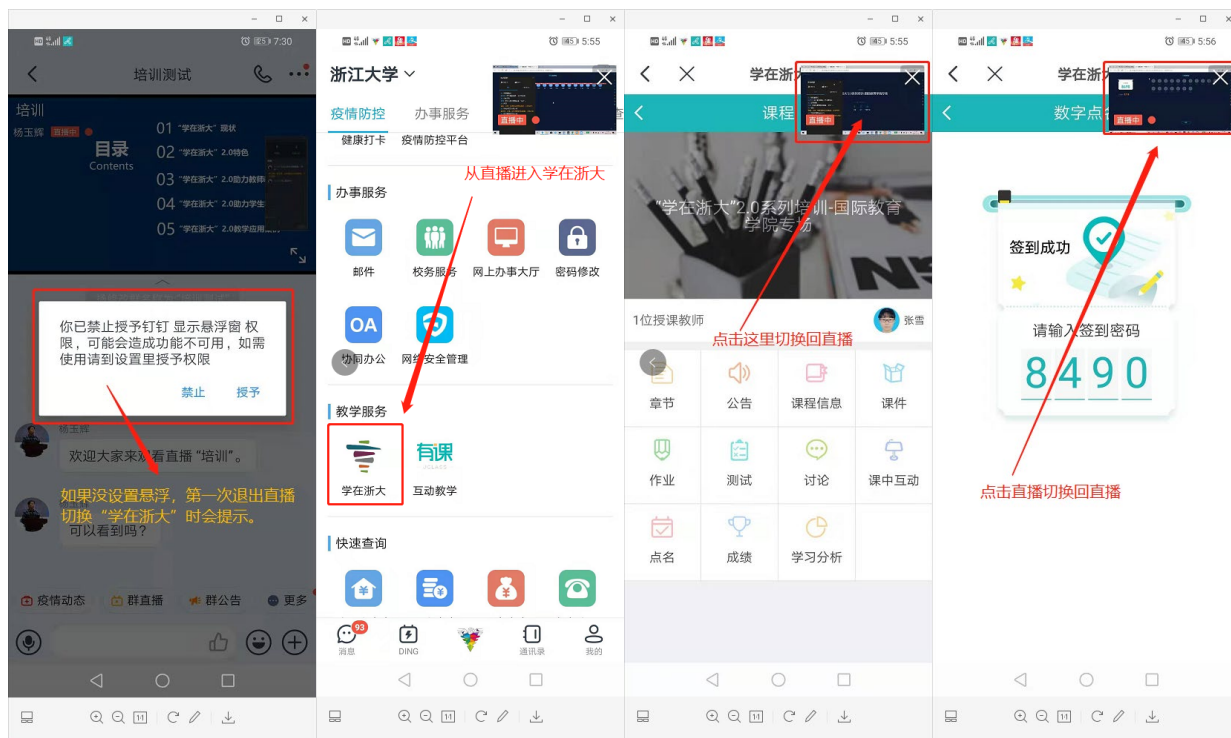 7:30
培训测试
培训
杨玉辉 直播中
目录
Contents
01 “学在浙大” 现状
02 “学在浙大” 2.0特色
03 “学在浙大” 2.0助力教师
04 “学在浙大” 2.0助力学生
05 “学在浙大” 2.0教学应用
你已禁止授予钉钉 显示悬浮窗 权
限，可能会造成功能不可用，如需
使用请到设置里授予权限
禁止 授予
杨玉辉
欢迎大家来观看直播“培训”。
如果没设置悬浮，第一次退出直播
切换“学在浙大”时会提示。
可以看到吗？
疫情动态 群直播 群公告 更多
1:1
5:55
浙江大学
直播中
疫情防控 办事服务 查
健康打卡 疫情防控平台
从直播进入学在浙大
办事服务
邮件 校务服务 网上办事大厅 密码修改
OA
协同办公 网络安全管理
教学服务
有课
学在浙大 互动教学
快速查询
93
消息 DING 通讯录 我的
1:1
5:55
学在浙
课程
直播中
“学在浙大”2.0系列培训-国际教育
学院专场
1位授课教师 张雪
点击这里切换回直播
章节 公告 课程信息 课件
作业 测试 讨论 课中互动
点名 成绩 学习分析
1:1
5:56
学在浙
数字点名
直播中
签到成功
请输入签到密码
8490
点击直播切换回直播
1:1